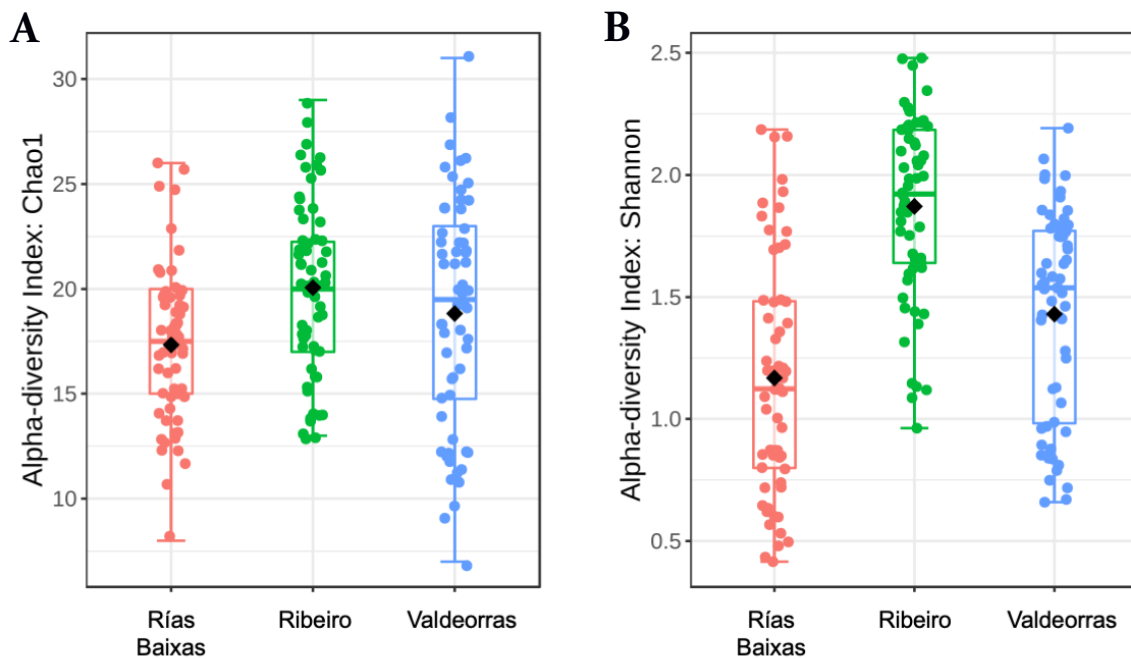 A
Alpha-diversity Index: Chao1
30
25
20
15
10
Rías
Baixas
Ribeiro
Valdeorras
B
Alpha-diversity Index: Shannon
2.5
2.0
1.5
1.0
0.5
Rías
Baixas
Ribeiro
Valdeorras